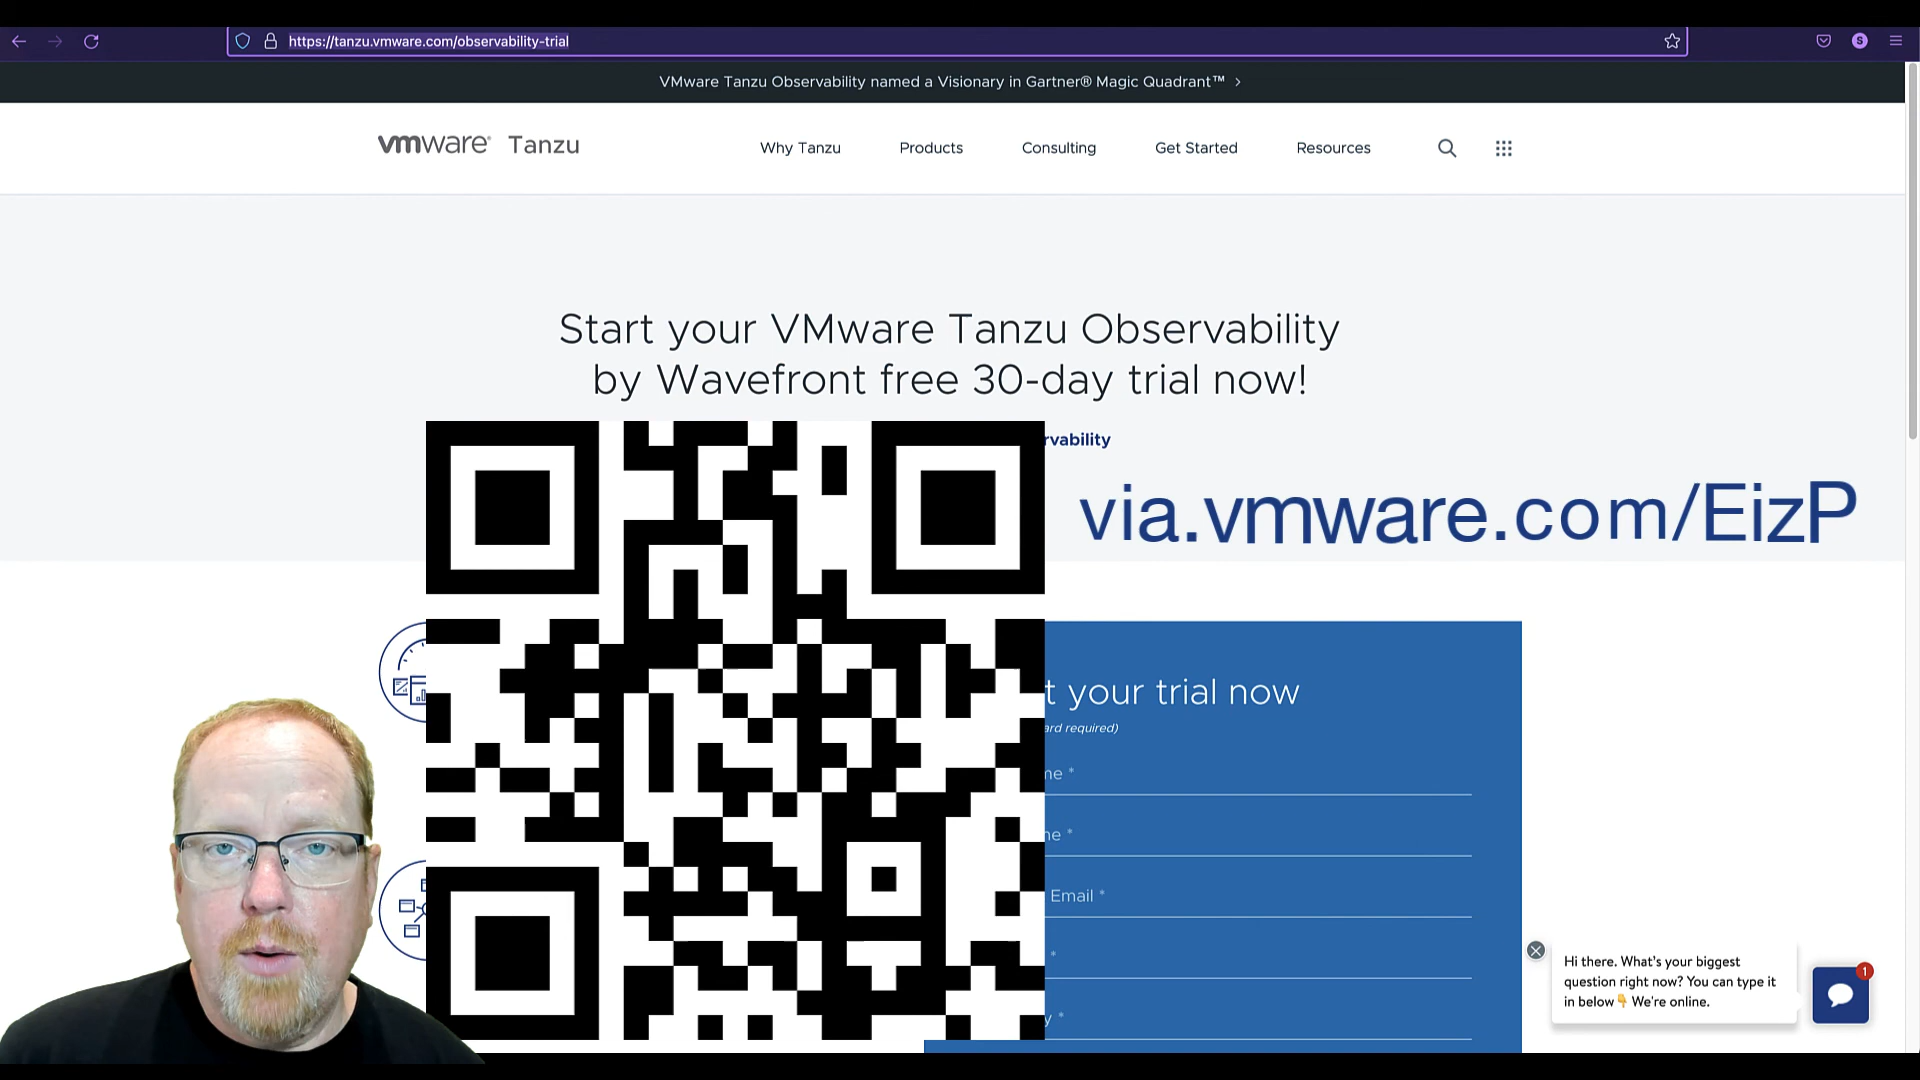 https://tanzu.vmware.com/observability-trial
VMware Tanzu Observability named a Visionary in Gartner® Magic Quadrant™ >
vmware® Tanzu
Why Tanzu
Products
Consulting
Get Started
Resources
Start your VMware Tanzu Observability
by Wavefront free 30-day trial now!
rvability
via.vmware.com/EizP
t your trial now
ard required)
me *
me *
Email *
*
y *
Hi there. What's your biggest
question right now? You can type it
in below👇 We're online.
1
S